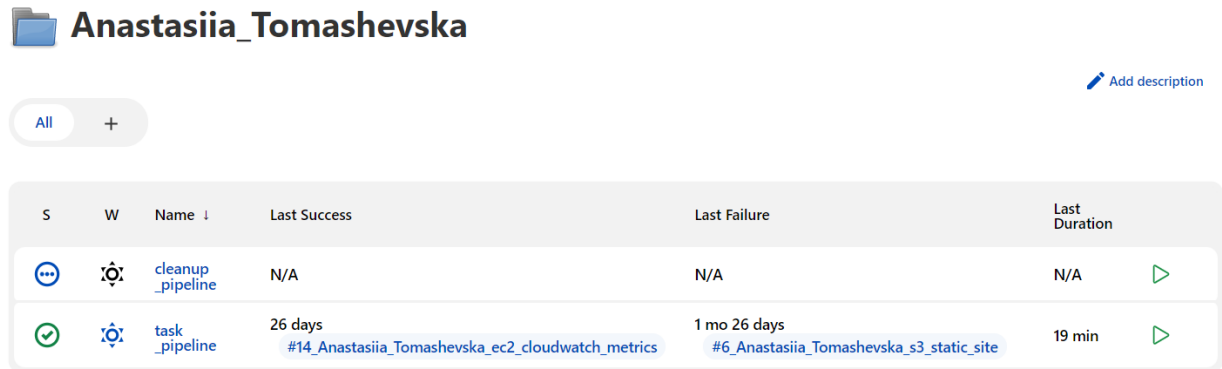 Anastasiia_Tomashevska
Add description
All +
S W Name ↓ Last Success Last Failure Last
Duration
cleanup
_pipeline
N/A N/A N/A
task
_pipeline
26 days
#14_Anastasiia_Tomashevska_ec2_cloudwatch_metrics
1 mo 26 days
#6_Anastasiia_Tomashevska_s3_static_site
19 min